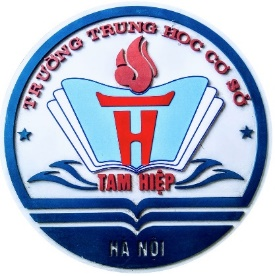 TRƯỜNG TRUNG HỌC CƠ SỞ
H
TAM HIỆP
HÀ NỘI